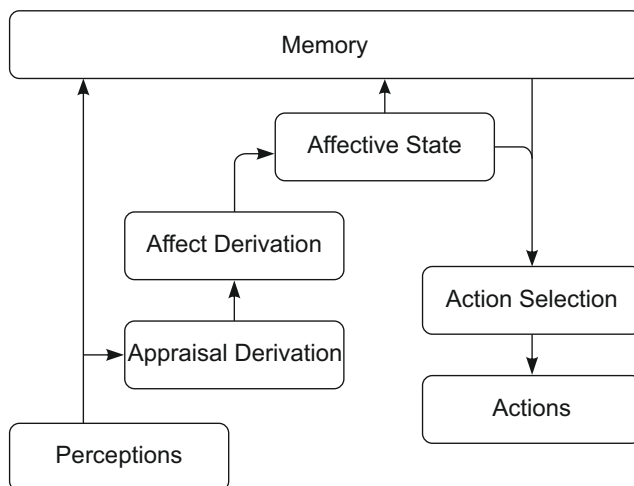 Memory
Affective State
Affect Derivation
Action Selection
Appraisal Derivation
Actions
Perceptions